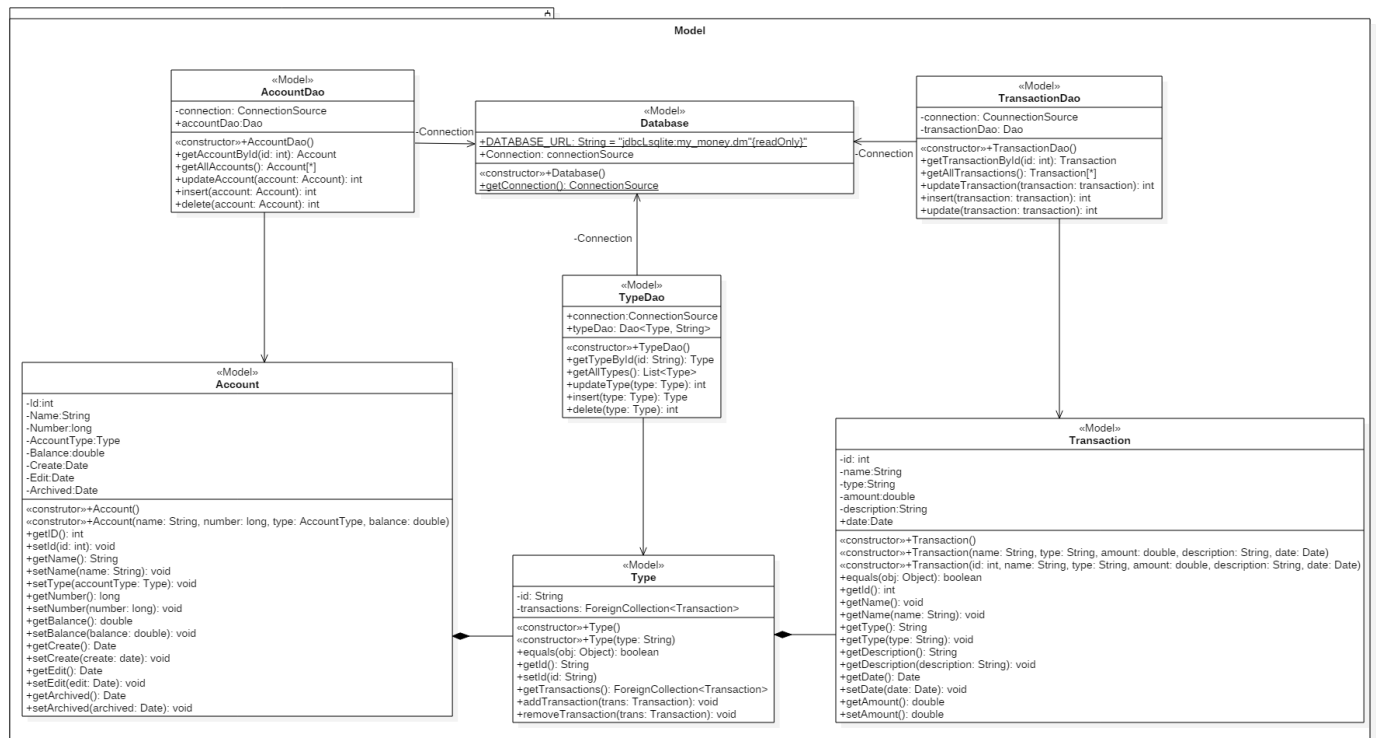 Model
«Model»
AccountDao
-connection: ConnectionSource
+accountDao:Dao
«constructor»+AccountDao()
+getAccountById(id: int): Account
+getAllAccounts(): Account[*]
+updateAccount(account: Account): int
+insert(account: Account): int
+delete(account: Account): int
-Connection
«Model»
Database
+DATABASE_URL: String = "jdbcLsqlite:my_money.dm"{readOnly}"
+Connection: connectionSource
«constructor»+Database()
+getConnection(): ConnectionSource
-Connection
«Model»
TransactionDao
-connection: CounnectionSource
-transactionDao: Dao
«constructor»+TransactionDao()
+getTransactionById(id: int): Transaction
+getAllTransactions(): Transaction[*]
+updateTransaction(transaction: transaction): int
+insert(transaction: transaction): int
+update(transaction: transaction): int
-Connection
«Model»
TypeDao
+connection:ConnectionSource
+typeDao: Dao<Type, String>
«constructor»+TypeDao()
+getTypeById(id: String): Type
+getAllTypes(): List<Type>
+updateType(type: Type): int
+insert(type: Type): Type
+delete(type: Type): int
«Model»
Account
-Id:int
-Name:String
-Number:long
-AccountType:Type
-Balance:double
-Create:Date
-Edit:Date
-Archived:Date
«construtor»+Account()
«construtor»+Account(name: String, number: long, type: AccountType, balance: double)
+getID(): int
+setId(id: int): void
+getName(): String
+setName(name: String): void
+setType(accountType: Type): void
+getNumber(): long
+setNumber(number: long): void
+getBalance(): double
+setBalance(balance: double): void
+getCreate(): Date
+setCreate(create: date): void
+getEdit(): Date
+setEdit(edit: Date): void
+getArchived(): Date
+setArchived(archived: Date): void
«Model»
Type
-id: String
-transactions: ForeignCollection<Transaction>
«constructor»+Type()
«constructor»+Type(type: String)
+equals(obj: Object): boolean
+getId(): String
+setId(id: String)
+getTransactions(): ForeignCollection<Transaction>
+addTransaction(trans: Transaction): void
+removeTransaction(trans: Transaction): void
«Model»
Transaction
-id: int
-name:String
-type:String
-amount:double
-description:String
+date:Date
«constructor»+Transaction()
«constructor»+Transaction(name: String, type: String, amount: double, description: String, date: Date)
«constructor»+Transaction(id: int, name: String, type: String, amount: double, description: String, date: Date)
+equals(obj: Object): boolean
+getId(): int
+getName(): void
+getName(name: String): void
+getType(): String
+getType(type: String): void
+getDescription(): String
+getDescription(description: String): void
+getDate(): Date
+setDate(date: Date): void
+getAmount(): double
+setAmount(): double